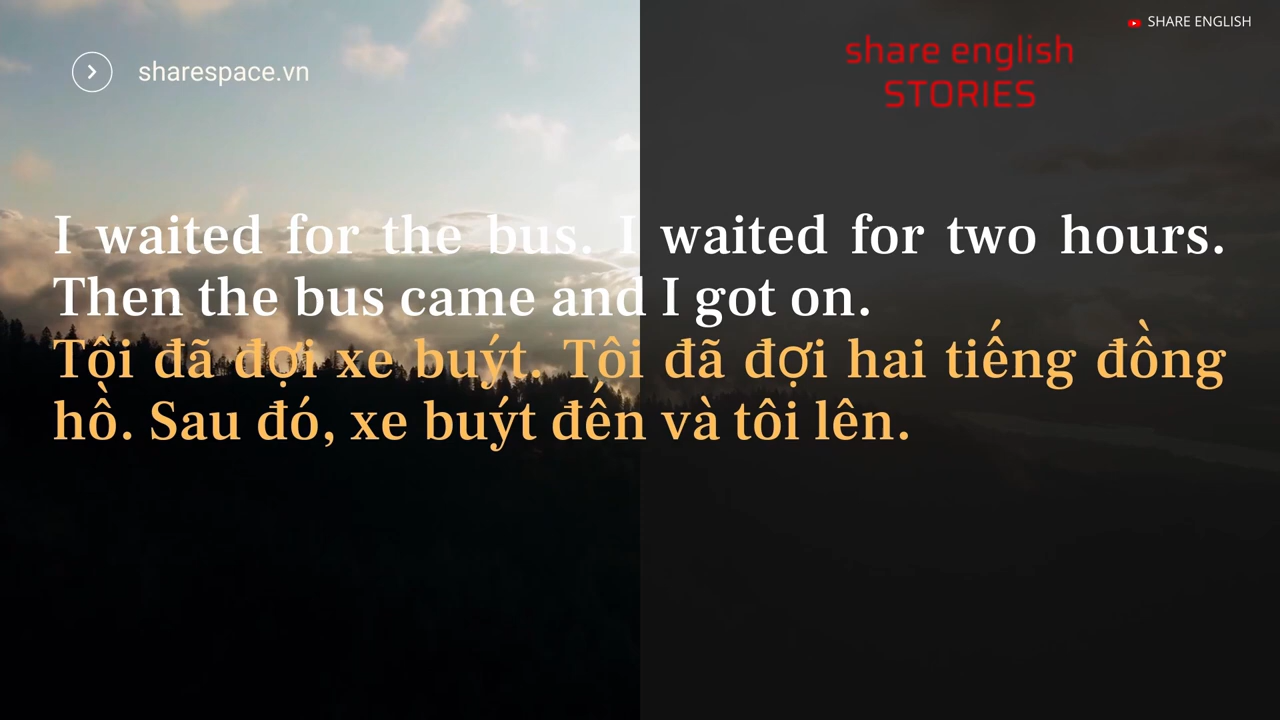 SHARE ENGLISH
sharespace.vn
share english
STORIES
I waited for the bus. I waited for two hours.
Then the bus came and I got on.
Tôi đã đợi xe buýt. Tôi đã đợi hai tiếng đồng
hồ. Sau đó, xe buýt đến và tôi lên.